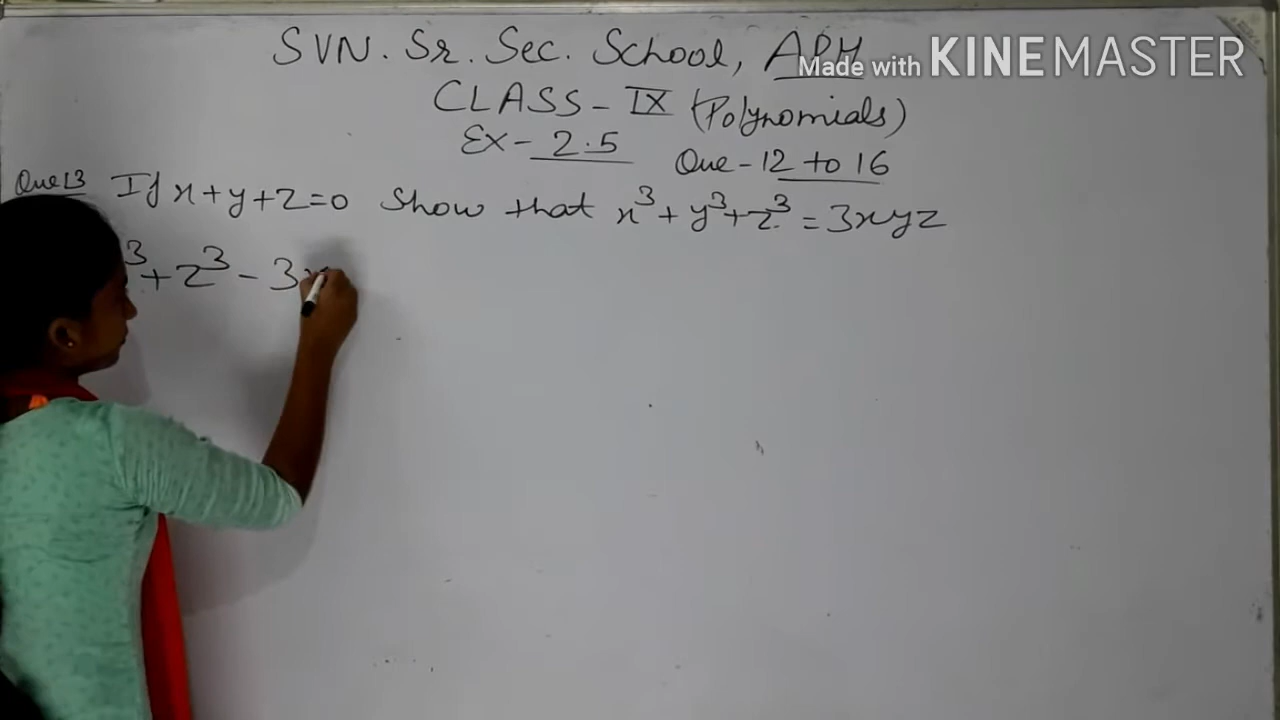 SVN. Sr. Sec. School, APH
Made with KINEMASTER
CLASS - IX (Polynomials)
Ex - 2.5 Que - 12 to 16
Que 13 If x+y+z=0 Show that x³+y³+z³=3xyz
³+z³-3x